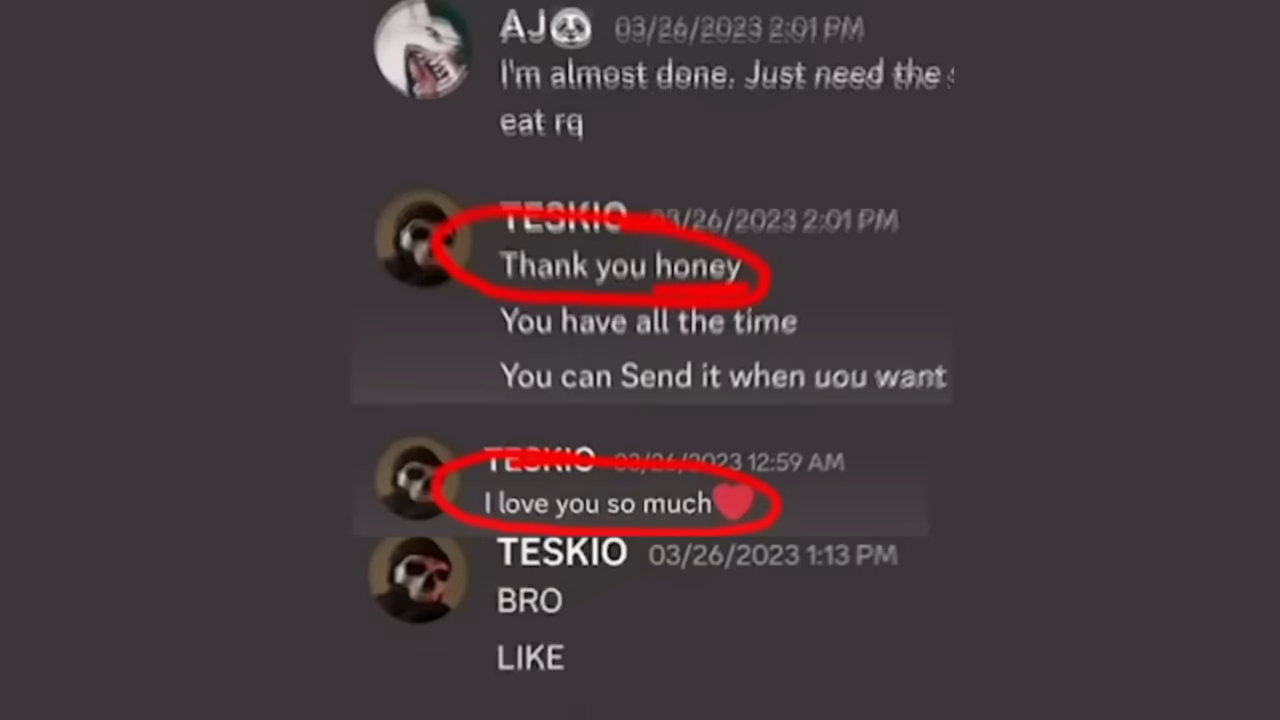 AJ🐼 03/26/2023 2:01 PM
I'm almost done. Just need the
eat rq
TESKIO 03/26/2023 2:01 PM
Thank you honey
You have all the time
You can Send it when you want
TESKIO 03/26/2023 12:59 AM
I love you so much❤️
TESKIO 03/26/2023 1:13 PM
BRO
LIKE